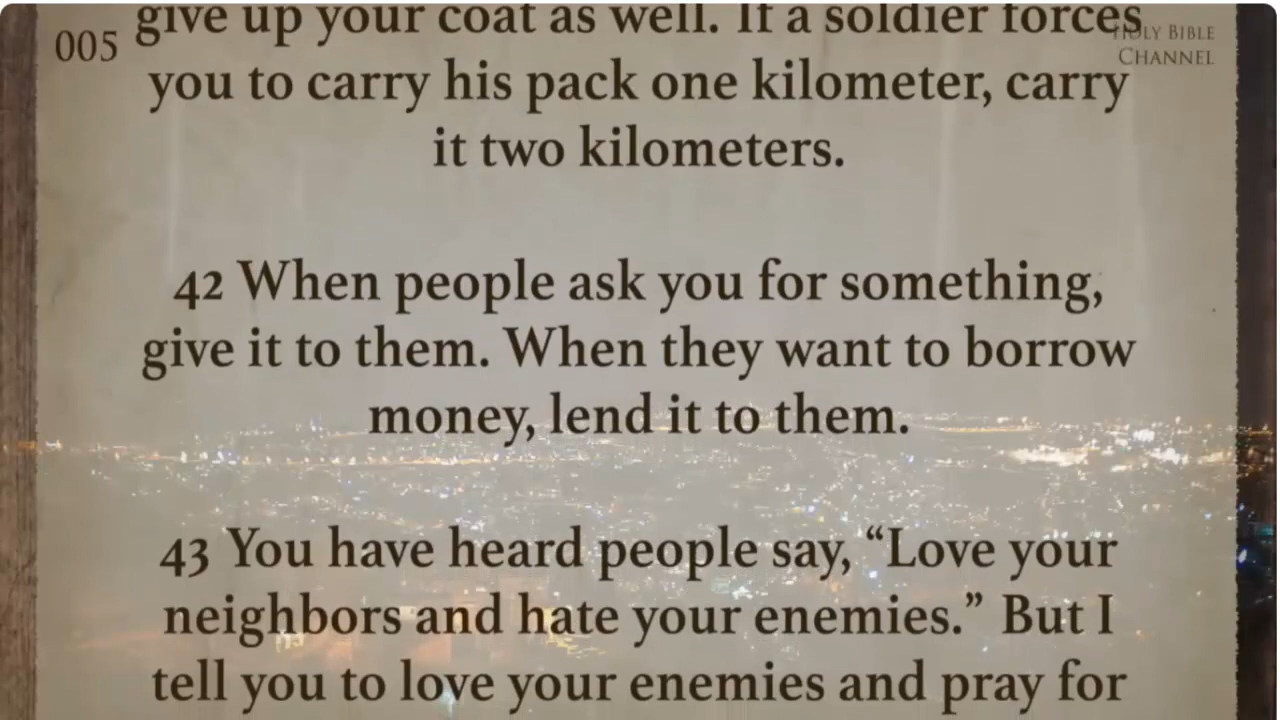 005
HOLY BIBLE
CHANNEL
give up your coat as well. If a soldier forces
you to carry his pack one kilometer, carry
it two kilometers.
42 When people ask you for something,
give it to them. When they want to borrow
money, lend it to them.
43 You have heard people say, “Love your
neighbors and hate your enemies.” But I
tell you to love your enemies and pray for